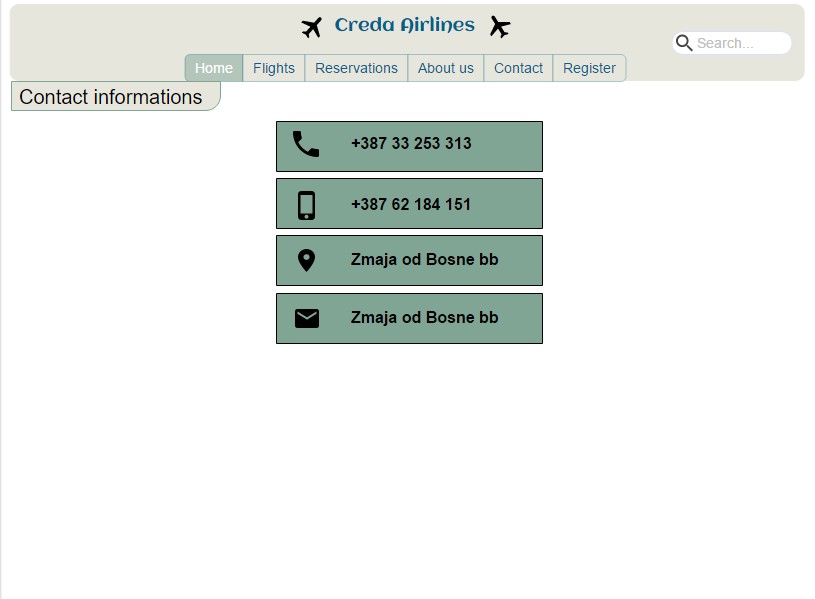 Creda Airlines
Search...
Home Flights Reservations About us Contact Register
Contact informations
+387 33 253 313
+387 62 184 151
Zmaja od Bosne bb
Zmaja od Bosne bb